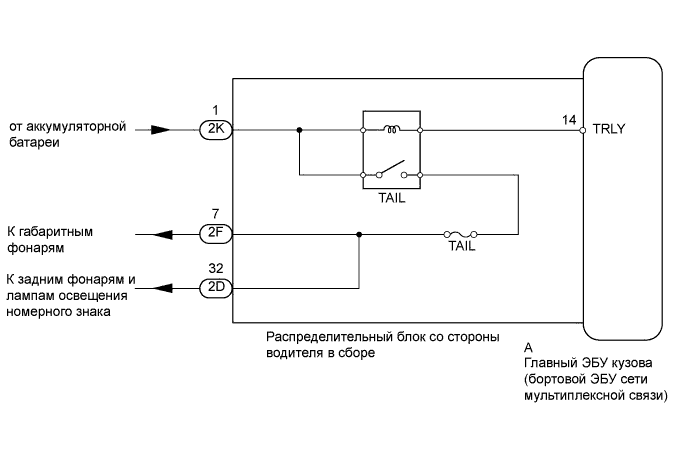 1
от аккумуляторной
батареи
2K
14
TRLY
TAIL
7
К габаритным
фонарям
2F
TAIL
32
К задним фонарям и
лампам освещения
номерного знака
2D
Распределительный блок со стороны
водителя в сборе
A
Главный ЭБУ кузова
(бортовой ЭБУ сети
мультиплексной связи)